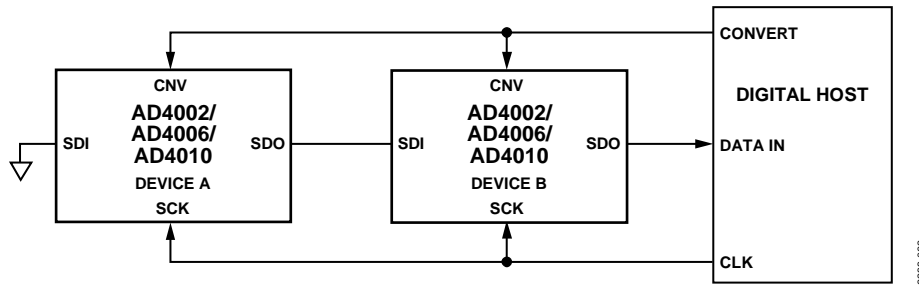 CONVERT
CNV
CNV
AD4002/
AD4006/
AD4010
AD4002/
AD4006/
AD4010
DIGITAL HOST
SDI
SDO
SDI
SDO
DATA IN
DEVICE A
DEVICE B
SCK
SCK
CLK